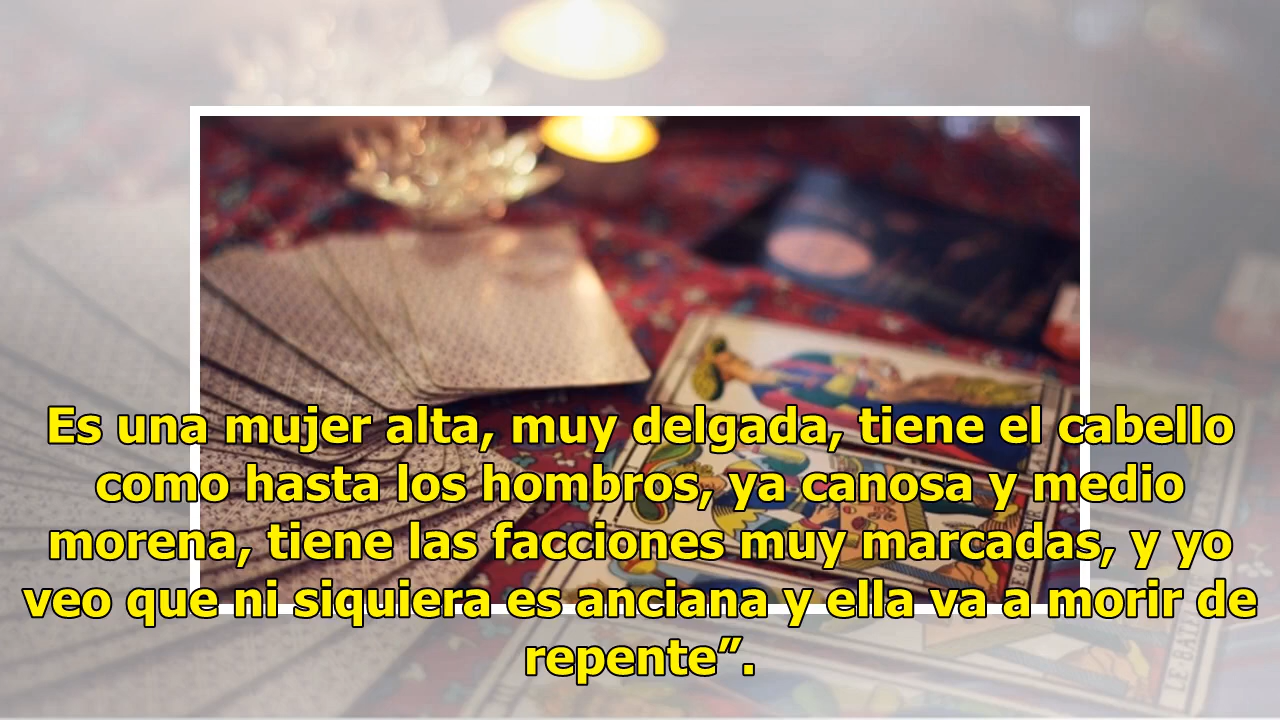 Es una mujer alta, muy delgada, tiene el cabello
como hasta los hombros, ya canosa y medio
morena, tiene las facciones muy marcadas, y yo
veo que ni siquiera es anciana y ella va a morir de
repente”.